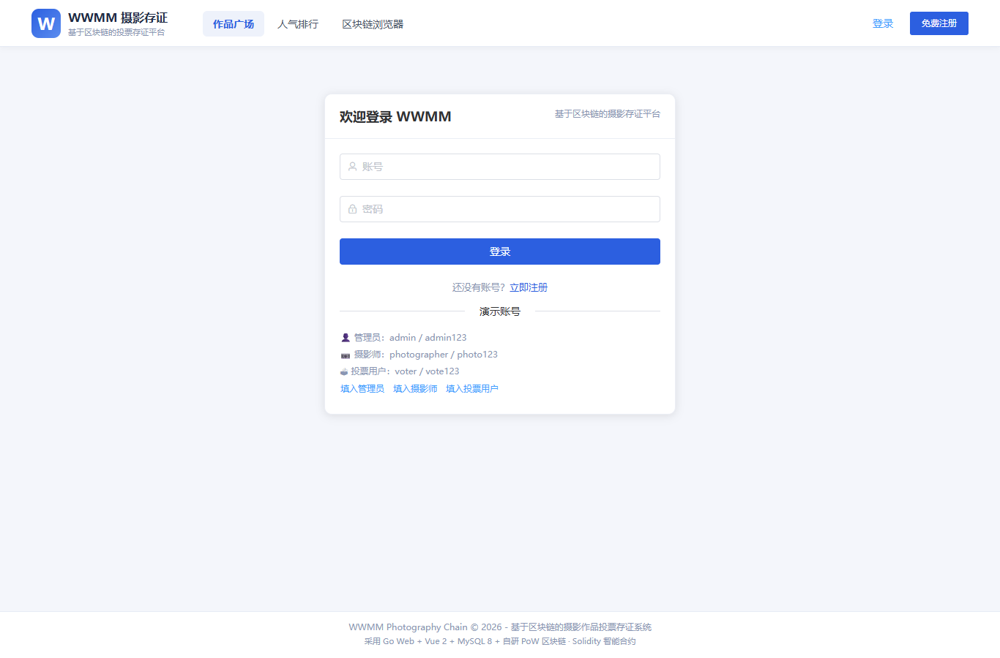 W
WWMM 摄影存证
基于区块链的投票存证平台
作品广场 人气排行 区块链浏览器
登录 免费注册
欢迎登录 WWMM
基于区块链的摄影存证平台
账号
密码
登录
还没有账号？立即注册
演示账号
管理员：admin / admin123
摄影师：photographer / photo123
投票用户：voter / vote123
填入管理员 填入摄影师 填入投票用户
WWMM Photography Chain © 2026 - 基于区块链的摄影作品投票存证系统
采用 Go Web + Vue 2 + MySQL 8 + 自研 PoW 区块链 · Solidity 智能合约